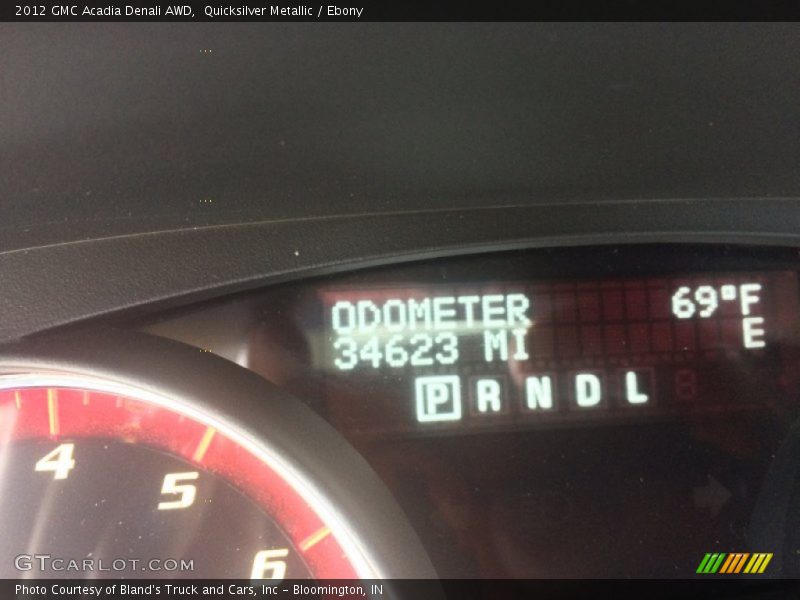 2012 GMC Acadia Denali AWD,  Quicksilver Metallic / Ebony
ODOMETER 69°F
34623 MI E
P R N D L
4
5
6
GTCARLOT.COM
Photo Courtesy of Bland's Truck and Cars, Inc - Bloomington, IN